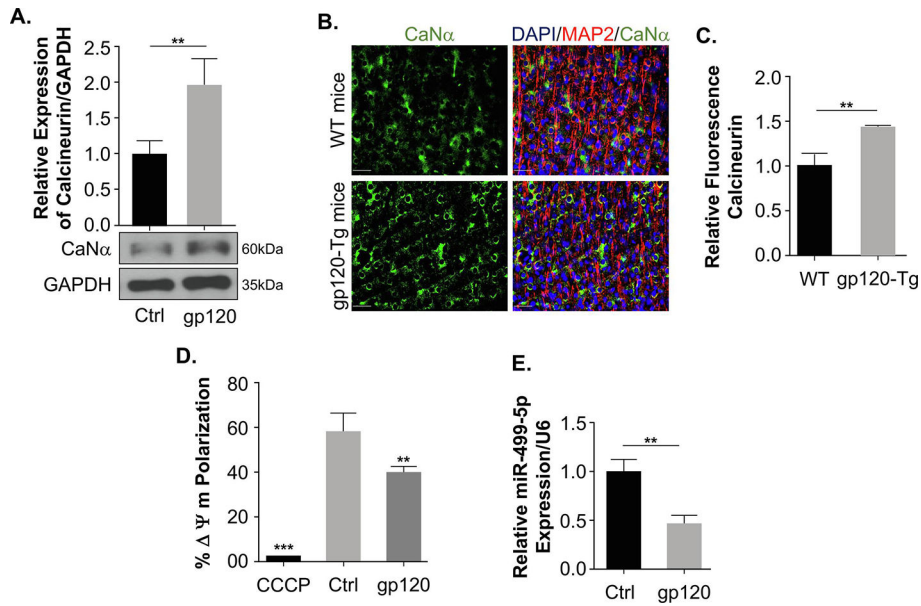 A.
Relative Expression
of Calcineurin/GAPDH
2.5
2.0
1.5
1.0
0.5
0.0
**
CaNα
60kDa
GAPDH
35kDa
Ctrl gp120
B.
CaNα
DAPI/MAP2/CaNα
WT mice
gp120-Tg mice
C.
Relative Fluorescence
Calcineurin
2.0
1.5
1.0
0.5
0.0
**
WT gp120-Tg
D.
% Δ Ψ m Polarization
80
60
40
20
00
***
**
CCCP Ctrl gp120
E.
Relative miR-499-5p
Expression/U6
1.5
1.0
0.5
0.0
**
Ctrl gp120